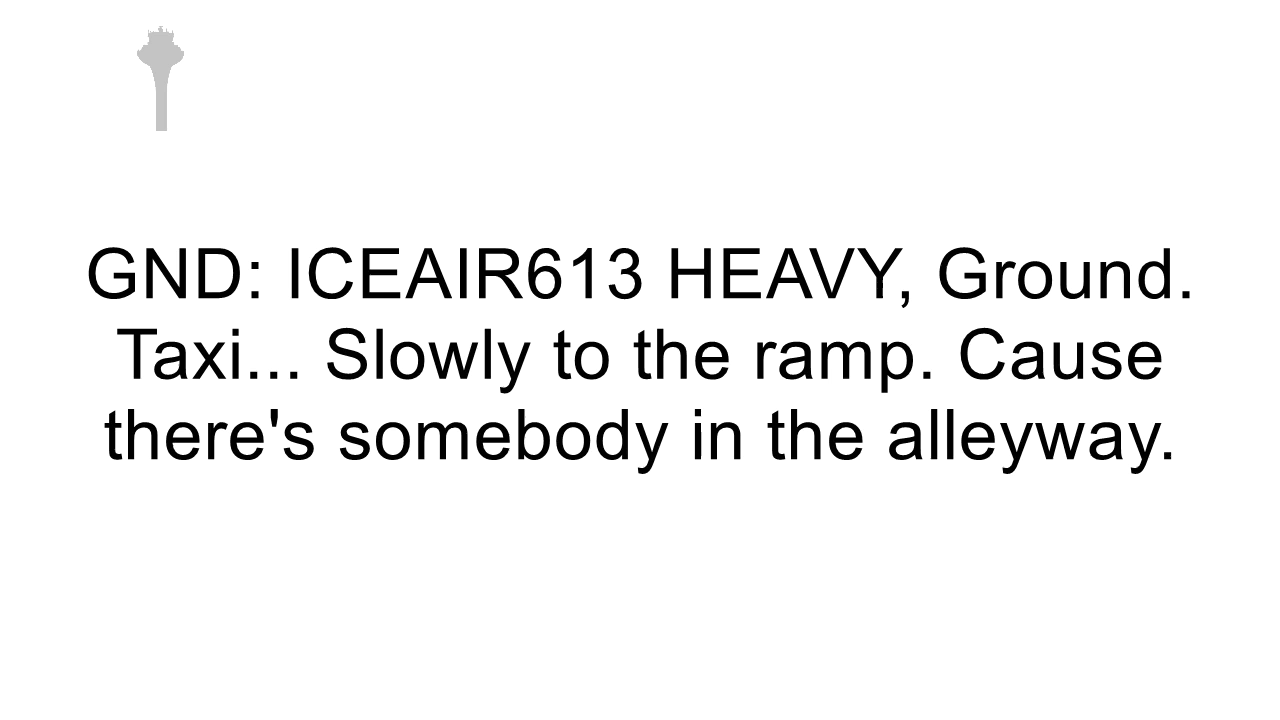 GND: ICEAIR613 HEAVY, Ground.
Taxi... Slowly to the ramp. Cause
there's somebody in the alleyway.